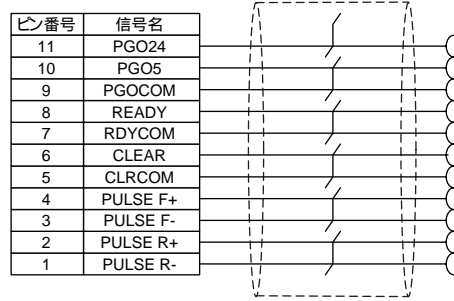 ピン番号 信号名
11 PGO24
10 PGO5
9 PGOCOM
8 READY
7 RDYCOM
6 CLEAR
5 CLRCOM
4 PULSE F+
3 PULSE F-
2 PULSE R+
1 PULSE R-